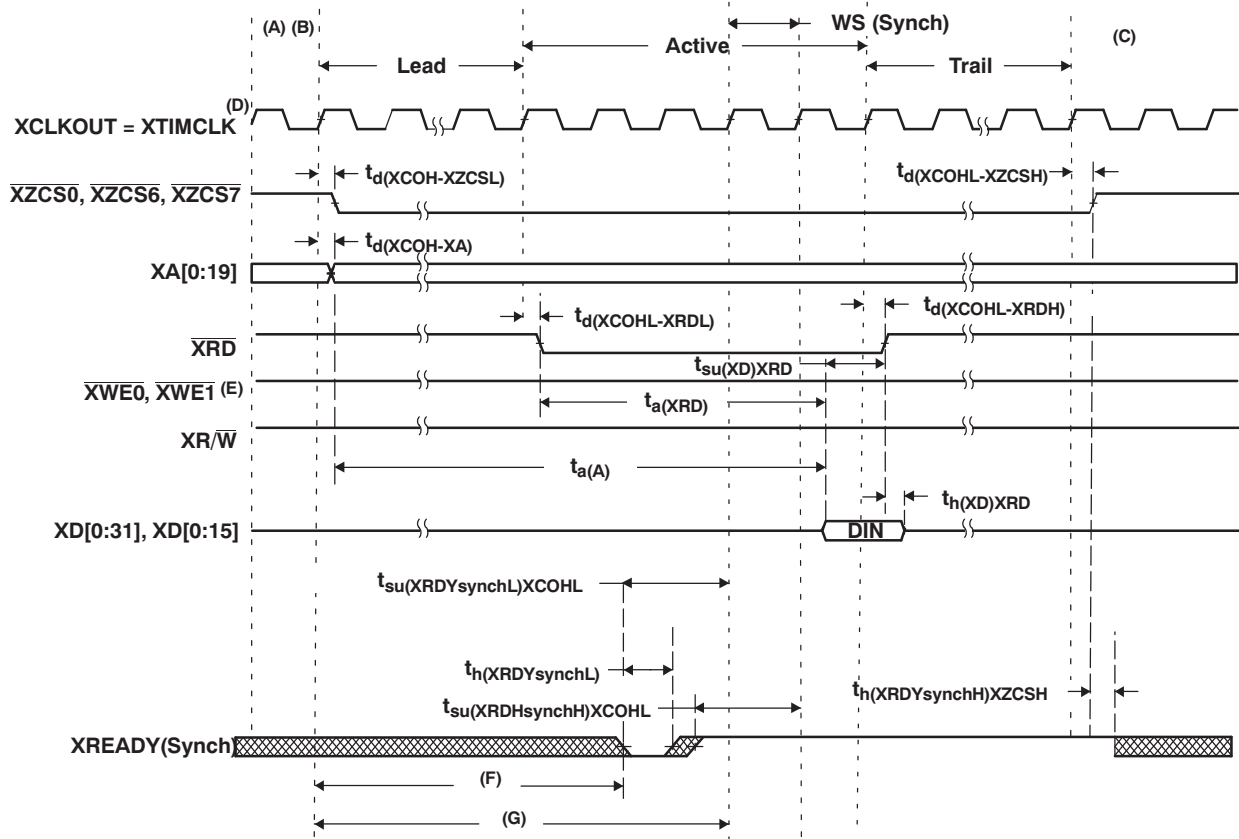 (A) (B)
WS (Synch)
(C)
Active
Lead
Trail
(D)
XCLKOUT = XTIMCLK
td(XCOH-XZCSL)
td(XCOHL-XZCSH)
XZCS0, XZCS6, XZCS7
td(XCOH-XA)
XA[0:19]
td(XCOHL-XRDL)
td(XCOHL-XRDH)
XRD
tsu(XD)XRD
XWE0, XWE1 (E)
ta(XRD)
XR/W
ta(A)
th(XD)XRD
XD[0:31], XD[0:15]
DIN
tsu(XRDYsynchL)XCOHL
th(XRDYsynchL)
th(XRDYsynchH)XZCSH
tsu(XRDHsynchH)XCOHL
XREADY(Synch)
(F)
(G)